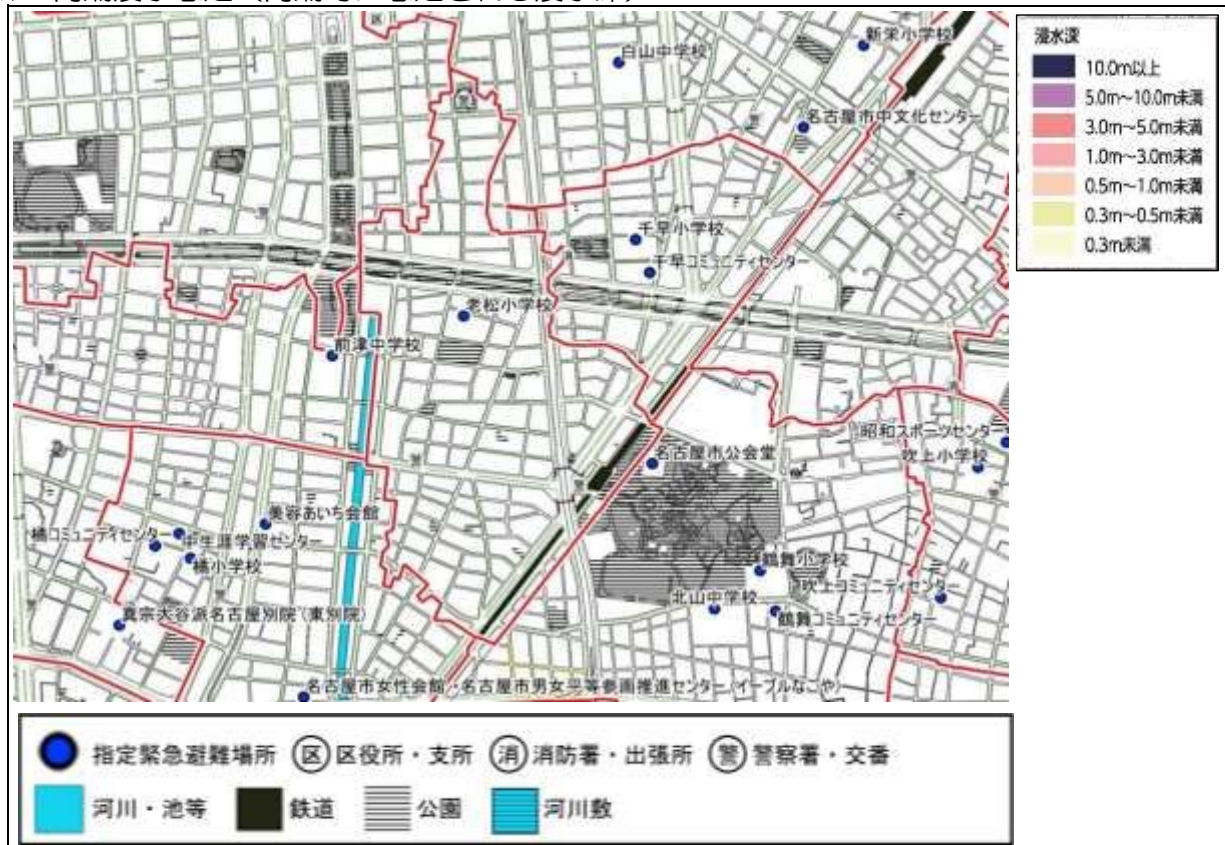 白山中学校
新栄小学校
名古屋市中文化センター
千早小学校
千早コミュニティセンター
老松小学校
前津中学校
昭和スポーツセンター
名古屋市公会堂
吹上小学校
美容あいち会館
橘コミュニティセンター
中生涯学習センター
橘小学校
鶴舞小学校
吹上コミュニティセンター
北山中学校
鶴舞コミュニティセンター
真宗大谷派名古屋別院(東別院)
名古屋市女性会館・名古屋市男女平等参画推進センター(イーブルなごや)
浸水深
10.0m以上
5.0m～10.0m未満
3.0m～5.0m未満
1.0m～3.0m未満
0.5m～1.0m未満
0.3m～0.5m未満
0.3m未満
指定緊急避難場所 区 区役所・支所 消 消防署・出張所 警 警察署・交番
河川・池等 鉄道 公園 河川敷